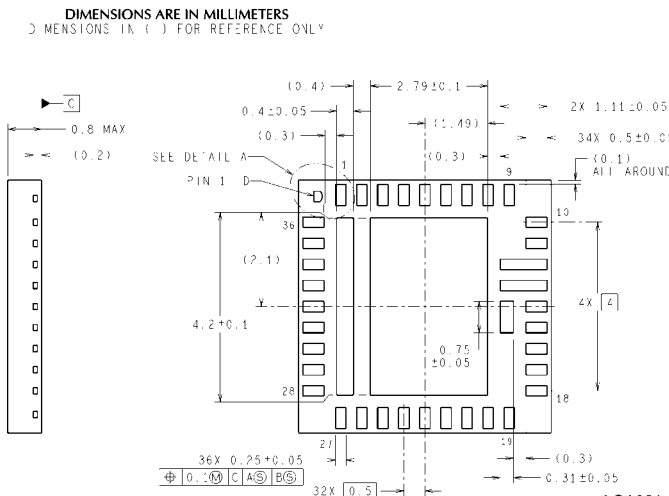 DIMENSIONS ARE IN MILLIMETERS
DIMENSIONS IN ( ) FOR REFERENCE ONLY
(0.4)
2.79±0.1
C
0.4±0.05
2X 1.11±0.05
0.8 MAX
(1.49)
(0.3)
34X 0.5±0.0
(0.2)
SEE DETAIL A
1
(0.3)
9
(0.1)
ALL AROUND
PIN 1 ID
36
10
(2.1)
4X 4
4.2±0.1
0.75
±0.05
28
18
27
19
36X 0.25±0.05
(0.3)
0.1 M C A S B S
0.31±0.05
32X 0.5